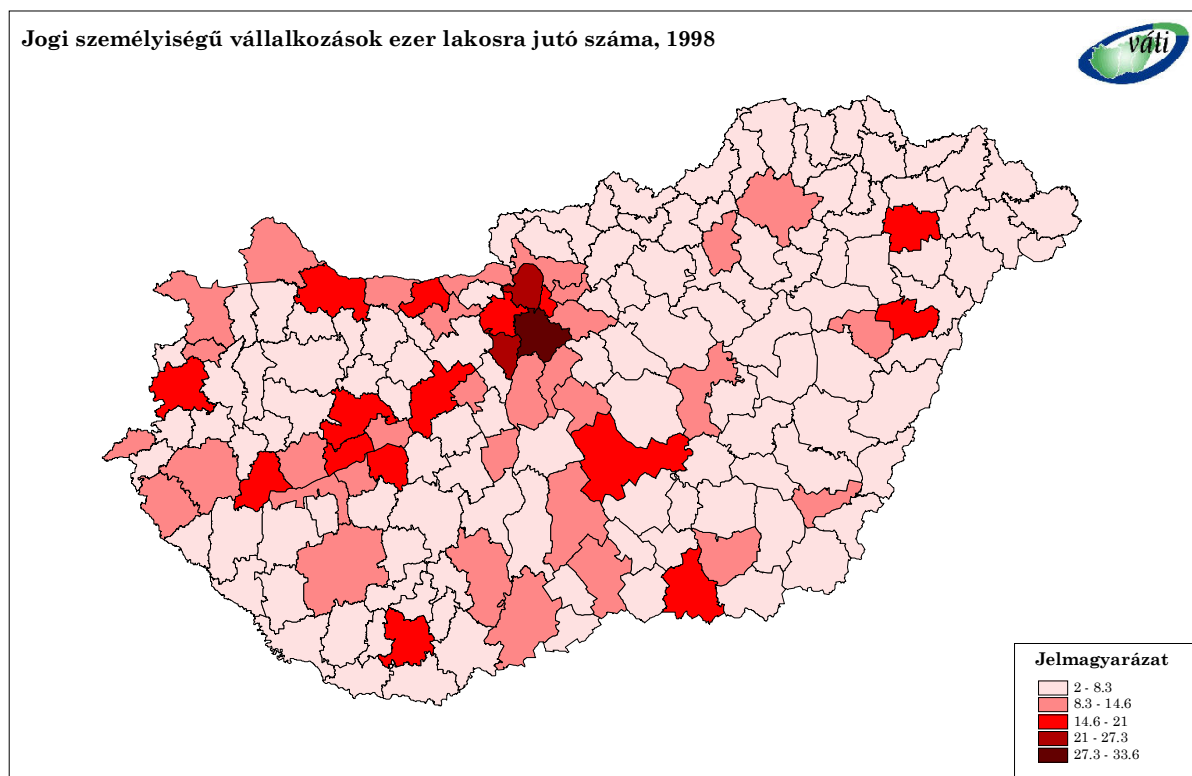 Jogi személyiségű vállalkozások ezer lakosra jutó száma, 1998
váti
Jelmagyarázat
2 - 8.3
8.3 - 14.6
14.6 - 21
21 - 27.3
27.3 - 33.6